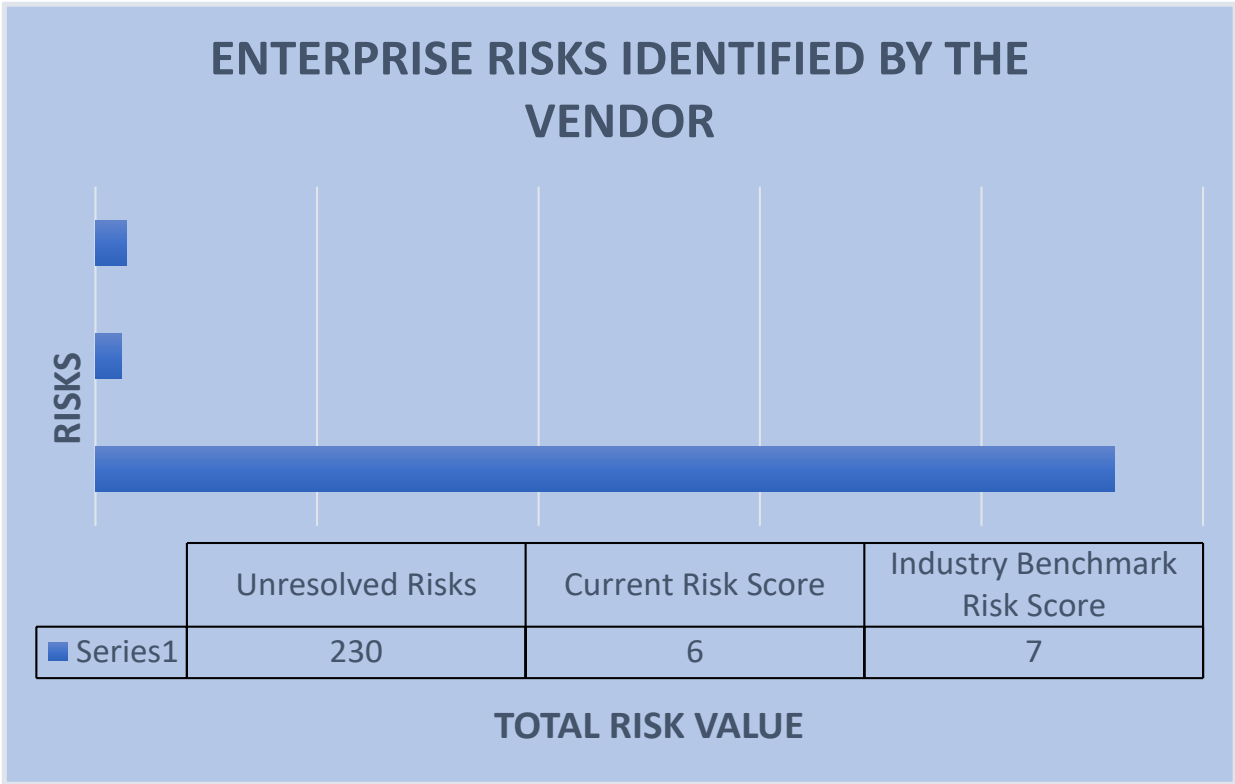 ENTERPRISE RISKS IDENTIFIED BY THE
VENDOR
RISKS
Unresolved Risks
Current Risk Score
Industry Benchmark
Risk Score
Series1
230
6
7
TOTAL RISK VALUE